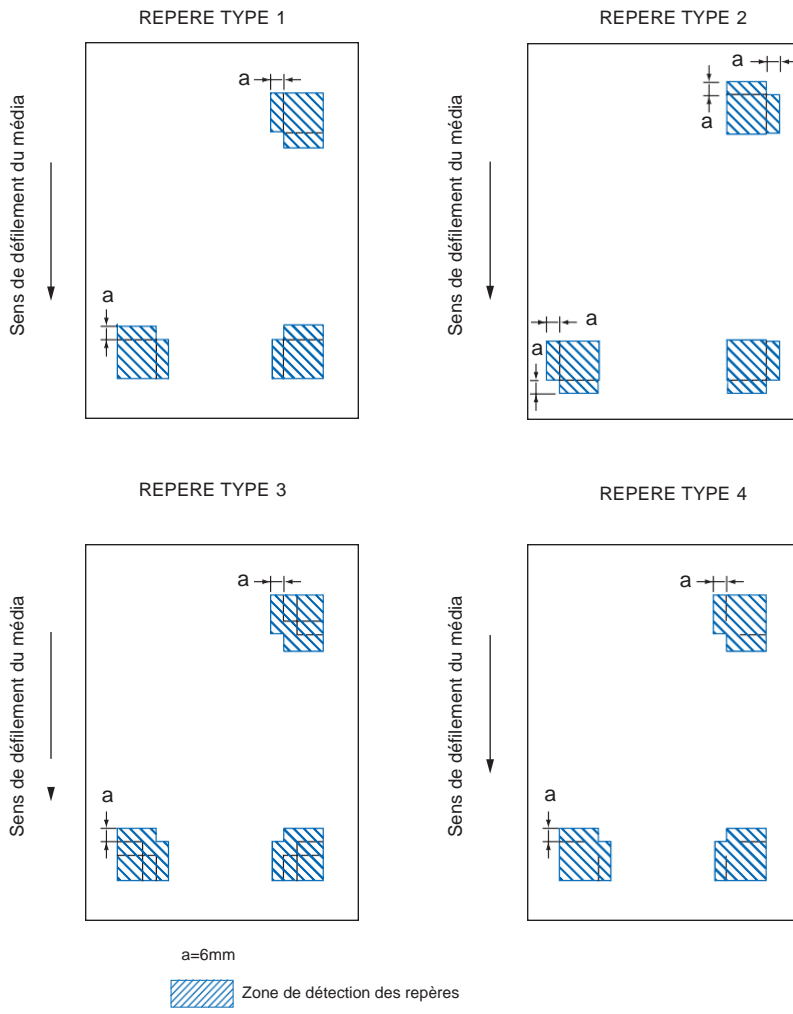 REPERE TYPE 1
REPERE TYPE 2
Sens de défilement du média
a
a
Sens de défilement du média
a
a
a
a
REPERE TYPE 3
REPERE TYPE 4
Sens de défilement du média
a
a
Sens de défilement du média
a
a
a=6mm
Zone de détection des repères